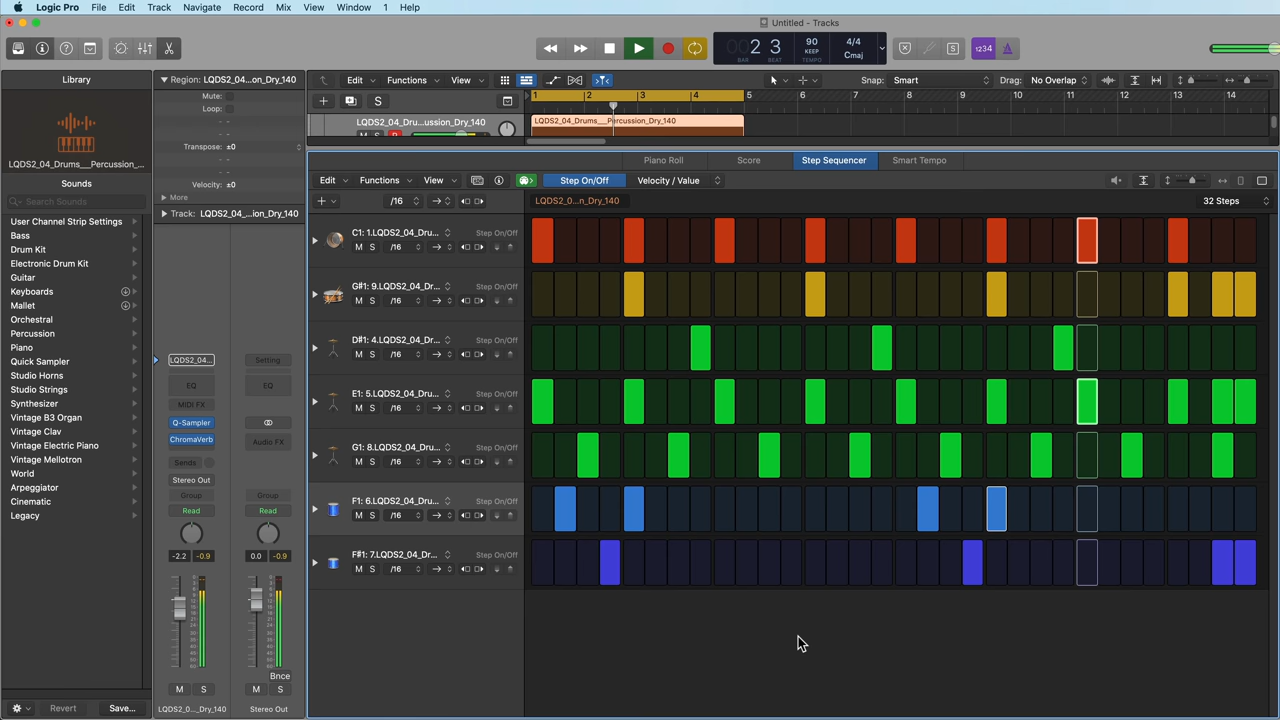 Logic Pro File Edit Tracks Navigate Record Mix View Window 1 Help
Untitled - Tracks
002 3 90 4/4
KEEP Cmaj
BAR BEAT TEMPO
1234
Library
Region: LQDS2_04...on_Dry_140
Edit Functions View Snap: Smart Drag: No Overlap
Mute:
Loop:
1 2 3 4 5 6 7 8 9 10 11 12 13 14
S
LQDS2_04_Dru...ussion_Dry_140
M S R
LQDS2_04_Drums___Percussion_Dry_140
Transpose: ±0
LQDS2_04_Drums___Percussion_...
Velocity: ±0
Piano Roll Score Step Sequencer Smart Tempo
Sounds
More
Edit Functions View Step On/Off Velocity / Value
Search Sounds
Track: LQDS2_04_...ion_Dry_140
/16
LQDS2_0...n_Dry_140
32 Steps
User Channel Strip Settings
Bass
Drum Kit
Electronic Drum Kit
Guitar
Keyboards
Mallet
Orchestral
Percussion
Piano
Quick Sampler
Studio Horns
Studio Strings
Synthesizer
Vintage B3 Organ
Vintage Clav
Vintage Electric Piano
Vintage Mellotron
World
Arpeggiator
Cinematic
Legacy
C1: 1.LQDS2_04_Dru... Step On/Off
M S /16
G#1: 9.LQDS2_04_Dr... Step On/Off
M S /16
D#1: 4.LQDS2_04_Dr... Step On/Off
M S /16
E1: 5.LQDS2_04_Dru... Step On/Off
M S /16
G1: 8.LQDS2_04_Dru... Step On/Off
M S /16
F1: 6.LQDS2_04_Dru... Step On/Off
M S /16
F#1: 7.LQDS2_04_Dr... Step On/Off
M S /16
LQDS2_04... Setting
EQ EQ
MIDI FX
Q-Sampler
ChromaVerb Audio FX
Sends
Stereo Out
Group Group
Read Read
-2.2 -0.9 0.0 -0.9
Bnce
M S M S
LQDS2_0..._Dry_140 Stereo Out
Revert Save...